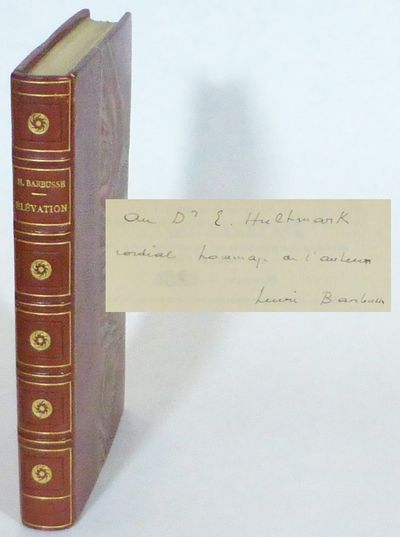 H. BARBUSSE
ÉLÉVATION
au Dr E. Hultmark
cordial hommage de l'auteur
Henri Barbusse